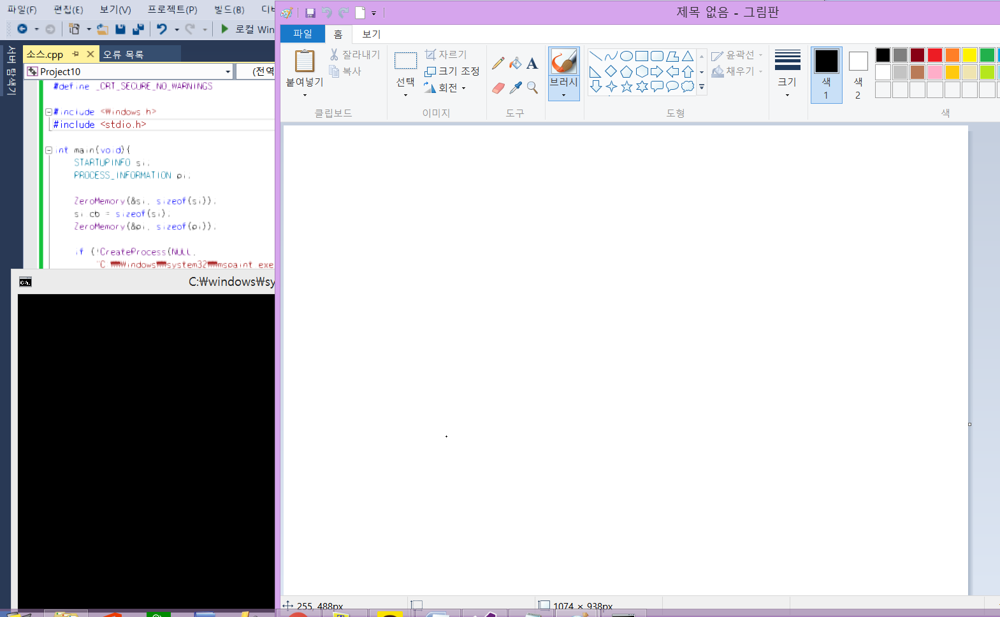 파일(F) 편집(E) 보기(V) 프로젝트(P) 빌드(B)
로컬 Win
서버 탐색기
소스.cpp 오류 목록
Project10 (전역
#define _CRT_SECURE_NO_WARNINGS
#include <Windows.h>
#include <stdio.h>
int main(void){
STARTUPINFO si;
PROCESS_INFORMATION pi;
ZeroMemory(&si, sizeof(si));
si.cb = sizeof(si);
ZeroMemory(&pi, sizeof(pi));
if (!CreateProcess(NULL,
"C:₩₩Windows₩₩system32₩₩mspaint.exe
C:₩windows₩sy
제목 없음 - 그림판
파일 홈 보기
붙여넣기
잘라내기
복사
클립보드
선택
자르기
크기 조정
회전
이미지
A
도구
브러시
윤곽선
채우기
도형
크기
색
1
색
2
색
255, 488px 1074 × 938px